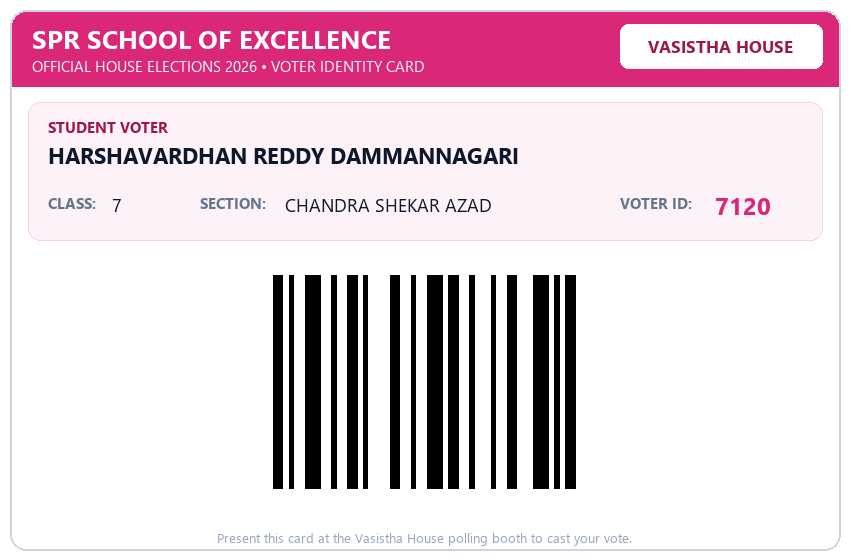 SPR SCHOOL OF EXCELLENCE
OFFICIAL HOUSE ELECTIONS 2026 • VOTER IDENTITY CARD
VASISTHA HOUSE
STUDENT VOTER
HARSHAVARDHAN REDDY DAMMANNAGARI
CLASS: 7 SECTION: CHANDRA SHEKAR AZAD VOTER ID: 7120
Present this card at the Vasistha House polling booth to cast your vote.